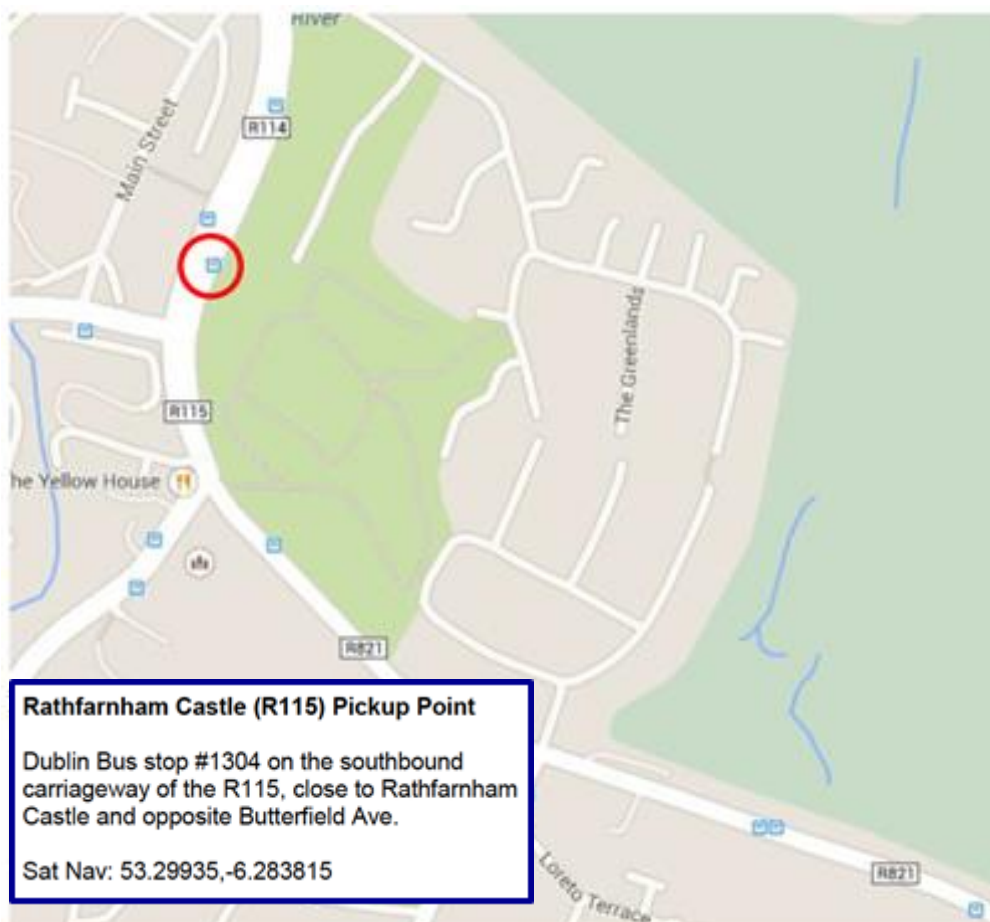 River
R114
Main Street
The Greenlands
R115
he Yellow House
R821
Rathfarnham Castle (R115) Pickup Point
Dublin Bus stop #1304 on the southbound
carriageway of the R115, close to Rathfarnham
Castle and opposite Butterfield Ave.
Sat Nav: 53.29935,-6.283815
Loreto Terrace
R821